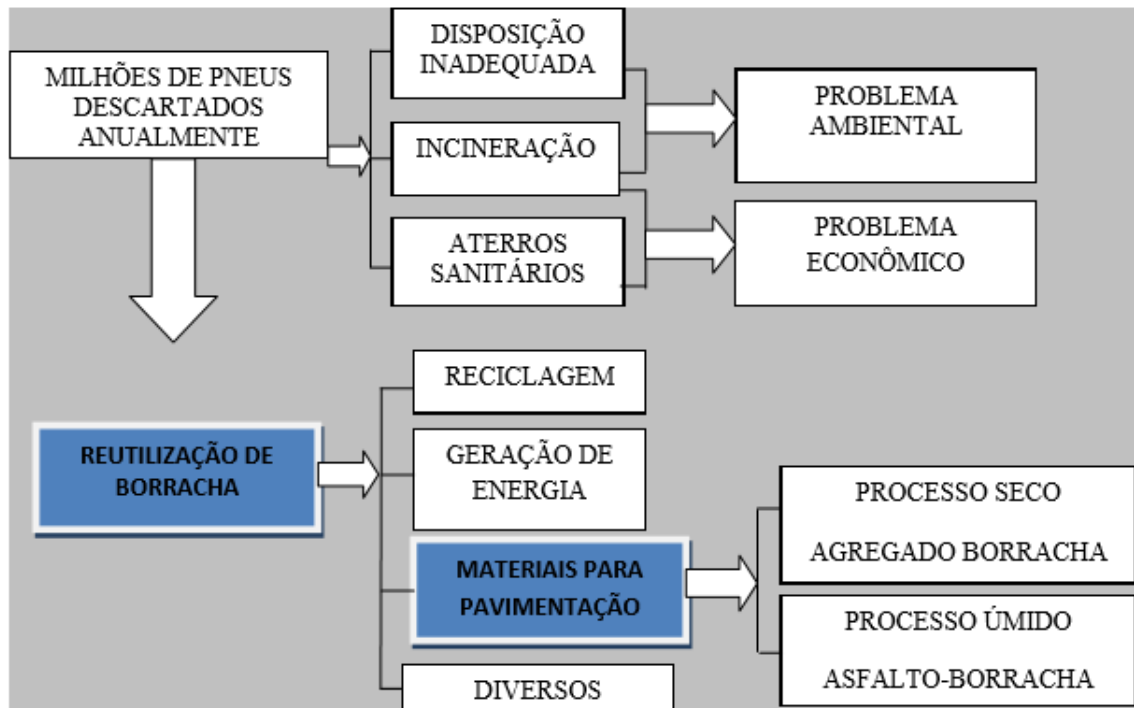 MILHÕES DE PNEUS
DESCARTADOS
ANUALMENTE
DISPOSIÇÃO
INADEQUADA
INCINERAÇÃO
ATERROS
SANITÁRIOS
PROBLEMA
AMBIENTAL
PROBLEMA
ECONÔMICO
REUTILIZAÇÃO DE
BORRACHA
RECICLAGEM
GERAÇÃO DE
ENERGIA
MATERIAIS PARA
PAVIMENTAÇÃO
DIVERSOS
PROCESSO SECO
AGREGADO BORRACHA
PROCESSO ÚMIDO
ASFALTO-BORRACHA